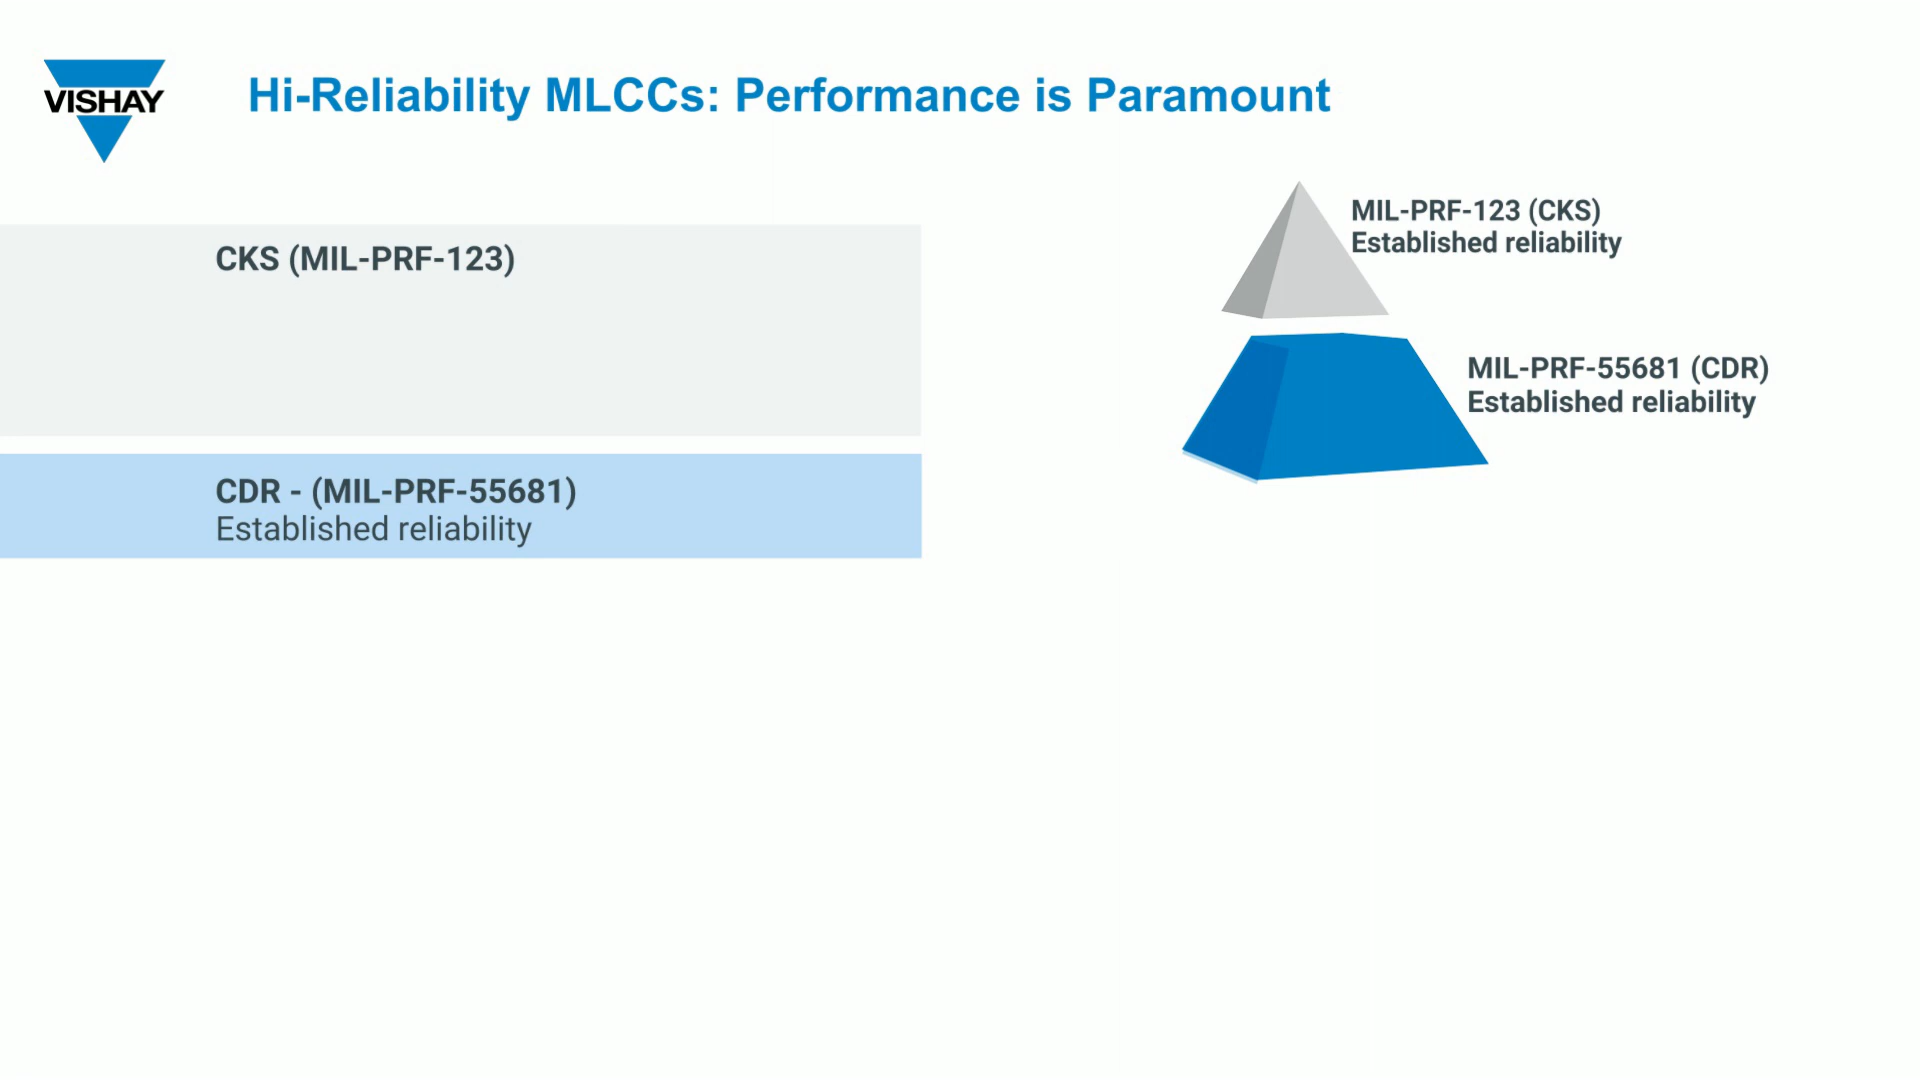 VISHAY
Hi-Reliability MLCCs: Performance is Paramount
CKS (MIL-PRF-123)
CDR - (MIL-PRF-55681)
Established reliability
MIL-PRF-123 (CKS)
Established reliability
MIL-PRF-55681 (CDR)
Established reliability